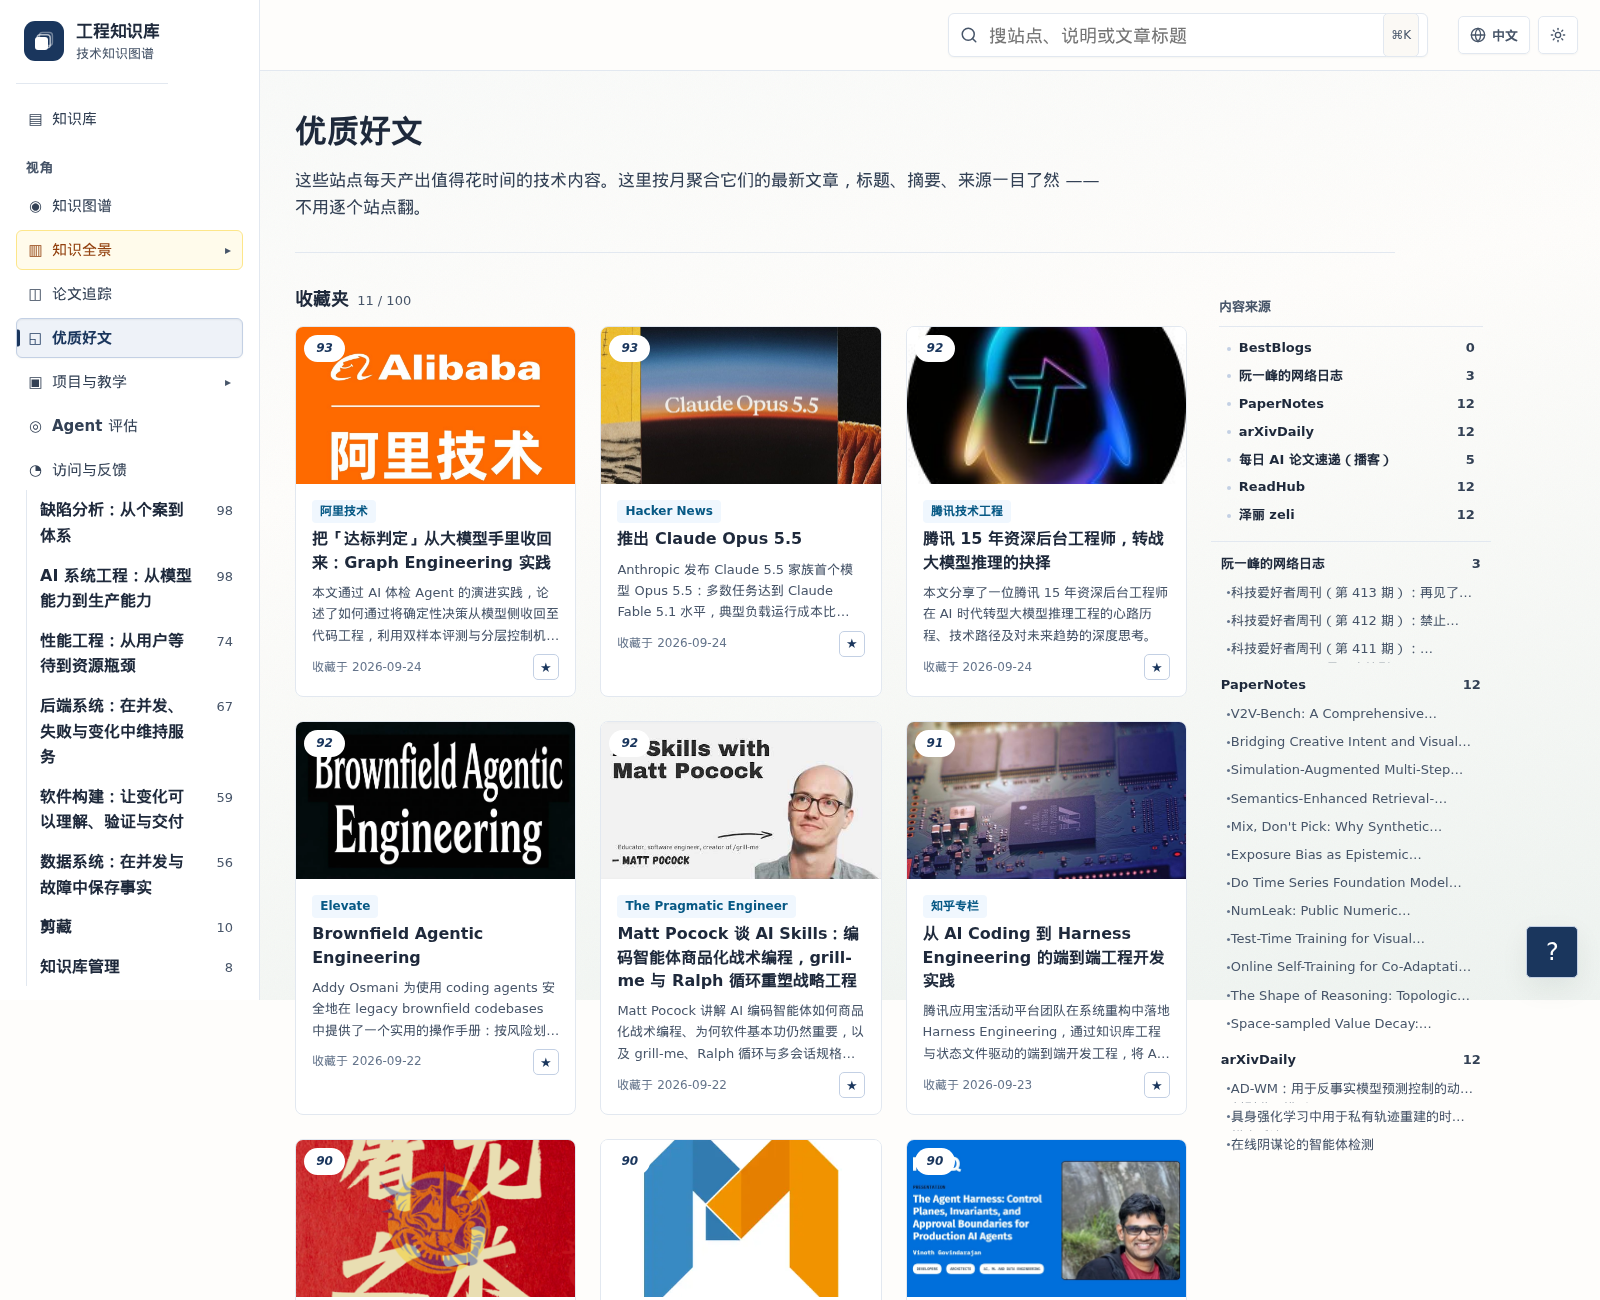 工程知识库
技术知识图谱
搜站点、说明或文章标题
⌘K
中文
知识库
视角
知识图谱
知识全景
论文追踪
优质好文
项目与教学
Agent 评估
访问与反馈
缺陷分析：从个案到
体系
98
AI 系统工程：从模型
能力到生产能力
98
性能工程：从用户等
待到资源瓶颈
74
后端系统：在并发、
失败与变化中维持服
务
67
软件构建：让变化可
以理解、验证与交付
59
数据系统：在并发与
故障中保存事实
56
剪藏
10
知识库管理
8
优质好文
这些站点每天产出值得花时间的技术内容。这里按月聚合它们的最新文章，标题、摘要、来源一目了然 ——
不用逐个站点翻。
收藏夹 11 / 100
93
Alibaba
阿里技术
阿里技术
把「达标判定」从大模型手里收回
来：Graph Engineering 实践
本文通过 AI 体检 Agent 的演进实践，论
述了如何通过将确定性决策从模型侧收回至
代码工程，利用双样本评测与分层控制机…
收藏于 2026-09-24
★
93
Claude Opus 5.5
Hacker News
推出 Claude Opus 5.5
Anthropic 发布 Claude 5.5 家族首个模
型 Opus 5.5：多数任务达到 Claude
Fable 5.1 水平，典型负载运行成本比…
收藏于 2026-09-24
★
92
腾讯技术工程
腾讯 15 年资深后台工程师，转战
大模型推理的抉择
本文分享了一位腾讯 15 年资深后台工程师
在 AI 时代转型大模型推理工程的心路历
程、技术路径及对未来趋势的深度思考。
收藏于 2026-09-24
★
92
Brownfield Agentic
Engineering
Elevate
Brownfield Agentic
Engineering
Addy Osmani 为使用 coding agents 安
全地在 legacy brownfield codebases
中提供了一个实用的操作手册：按风险划…
收藏于 2026-09-22
★
92
Skills with
Matt Pocock
Educator, software engineer, creator of /grill-me
— MATT POCOCK
The Pragmatic Engineer
Matt Pocock 谈 AI Skills：编
码智能体商品化战术编程，grill-
me 与 Ralph 循环重塑战略工程
Matt Pocock 讲解 AI 编码智能体如何商品
化战术编程、为何软件基本功仍然重要，以
及 grill-me、Ralph 循环与多会话规格…
收藏于 2026-09-22
★
91
知乎专栏
从 AI Coding 到 Harness
Engineering 的端到端工程开发
实践
腾讯应用宝活动平台团队在系统重构中落地
Harness Engineering，通过知识库工程
与状态文件驱动的端到端开发工程，将 A…
收藏于 2026-09-23
★
90
屠龙
之术
90
90
PRESENTATION
The Agent Harness: Control
Planes, Invariants, and
Approval Boundaries for
Production AI Agents
Vinoth Govindarajan
DEVELOPERS
ARCHITECTS
AI, ML AND DATA ENGINEERING
内容来源
BestBlogs 0
阮一峰的网络日志 3
PaperNotes 12
arXivDaily 12
每日 AI 论文速递（播客） 5
ReadHub 12
泽丽 zeli 12
阮一峰的网络日志 3
•科技爱好者周刊（第 413 期）：再见了…
•科技爱好者周刊（第 412 期）：禁止…
•科技爱好者周刊（第 411 期）：…
PaperNotes 12
•V2V-Bench: A Comprehensive…
•Bridging Creative Intent and Visual…
•Simulation-Augmented Multi-Step…
•Semantics-Enhanced Retrieval-…
•Mix, Don't Pick: Why Synthetic…
•Exposure Bias as Epistemic…
•Do Time Series Foundation Model…
•NumLeak: Public Numeric…
•Test-Time Training for Visual…
•Online Self-Training for Co-Adaptati…
•The Shape of Reasoning: Topologic…
•Space-sampled Value Decay:…
arXivDaily 12
•AD-WM：用于反事实模型预测控制的动…
•具身强化学习中用于私有轨迹重建的时…
•在线阴谋论的智能体检测
?